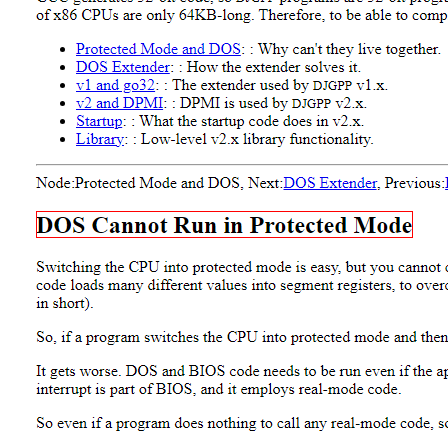 of x86 CPUs are only 64KB-long. Therefore, to be able to comp
Protected Mode and DOS: : Why can't they live together.
DOS Extender: : How the extender solves it.
v1 and go32: : The extender used by DJGPP v1.x.
v2 and DPMI: : DPMI is used by DJGPP v2.x.
Startup: : What the startup code does in v2.x.
Library: : Low-level v2.x library functionality.
Node:Protected Mode and DOS, Next:DOS Extender, Previous:
DOS Cannot Run in Protected Mode
Switching the CPU into protected mode is easy, but you cannot
code loads many different values into segment registers, to over
in short).
So, if a program switches the CPU into protected mode and then
It gets worse. DOS and BIOS code needs to be run even if the ap
interrupt is part of BIOS, and it employs real-mode code.
So even if a program does nothing to call any real-mode code, s